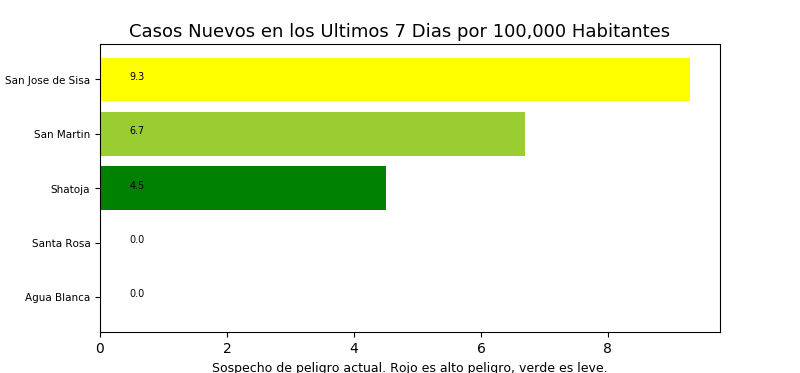 Casos Nuevos en los Ultimos 7 Dias por 100,000 Habitantes
San Jose de Sisa 9.3
San Martin 6.7
Shatoja 4.5
Santa Rosa 0.0
Agua Blanca 0.0
0 2 4 6 8
Sospecho de peligro actual. Rojo es alto peligro, verde es leve.